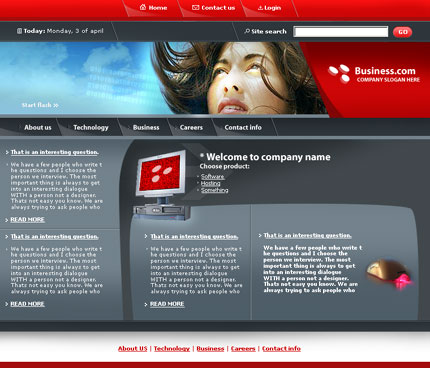 Home
Contact us
Login
Today: Monday, 3 of april
Site search
GO
Business.com
COMPANY SLOGAN HERE
Start fluck »
About us
Technology
Business
Careers
Contact info
That is an interesting question.
We have a few people who write t
he questions and I choose the
person we interview. The most
important thing is always to get
into an interesting dialogue
WITH a person not a designer.
Thats not easy you know. We are
always trying to ask people who
READ MORE
* Welcome to company name
Choose product:
Software
Hosting
Something
That is an interesting question.
We have a few people who write t
he questions and I choose the
person we interview. The most
important thing is always to get
into an interesting dialogue
WITH a person not a designer.
Thats not easy you know. We are
always trying to ask people who
READ MORE
That is an interesting question.
We have a few people who write t
he questions and I choose the
person we interview. The most
important thing is always to get
into an interesting dialogue
WITH a person not a designer.
Thats not easy you know. We are
always trying to ask people who
READ MORE
That is an interesting question.
We have a few people who write t
he questions and I choose the
person we interview. The most
important thing is always to get
into an interesting dialogue
WITH a person not a designer.
Thats not easy you know. We are
always trying to ask people who
About US | Technology | Business | Careers | Contact info